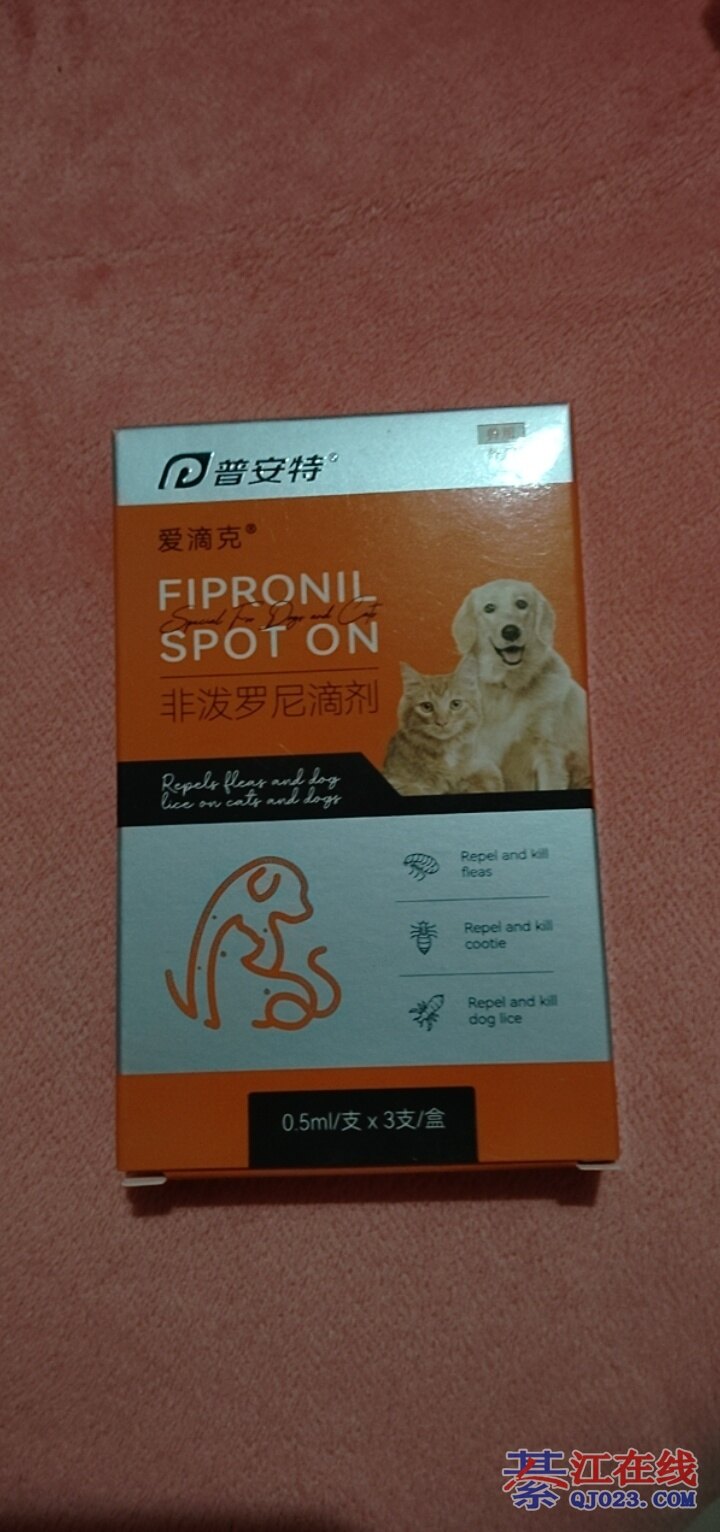 普安特®
爱滴克®
FIPRONIL
Special For Dogs and Cats
SPOT ON
非泼罗尼滴剂
Repels fleas and dog
lice on cats and dogs
Repel and kill
fleas
Repel and kill
cootie
Repel and kill
dog lice
0.5ml/支 x 3支/盒
綦江在线
QJ023.COM